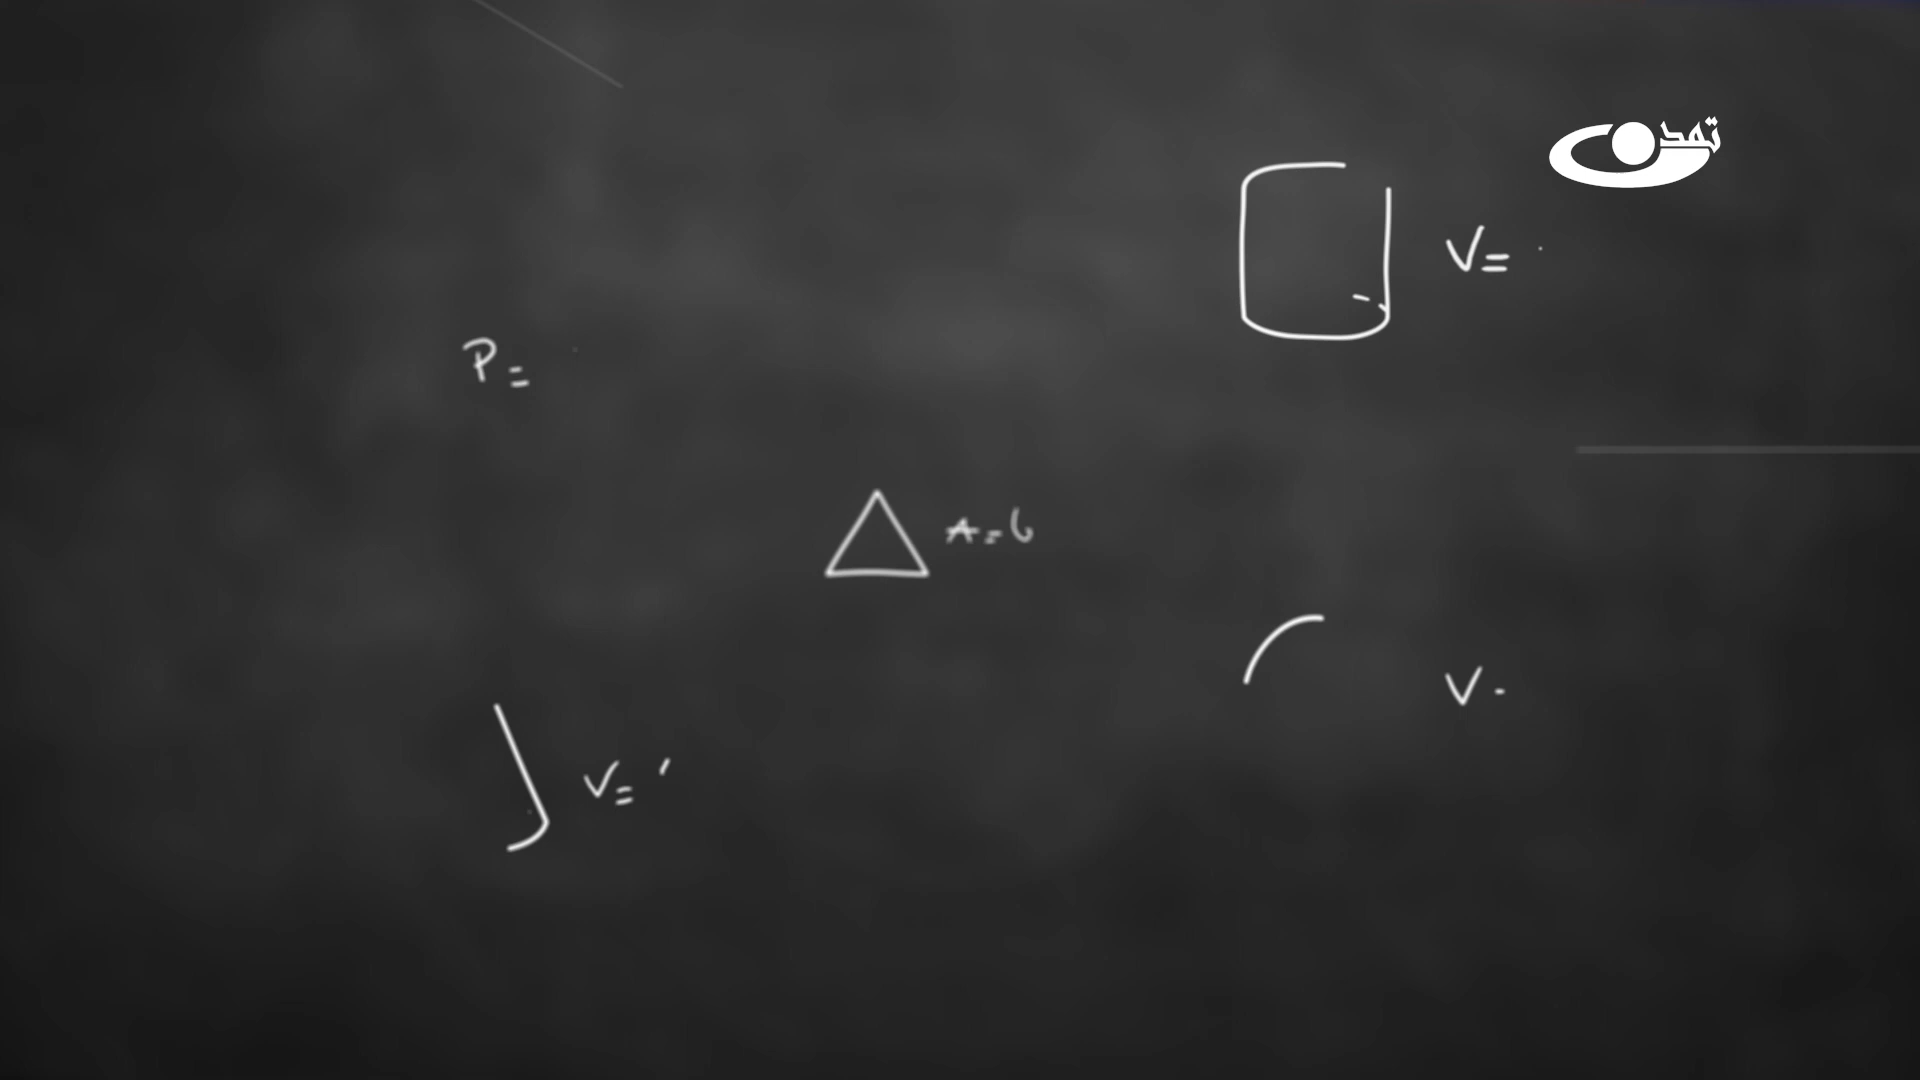 تمدن
V=
P=
A=6
V-
V=